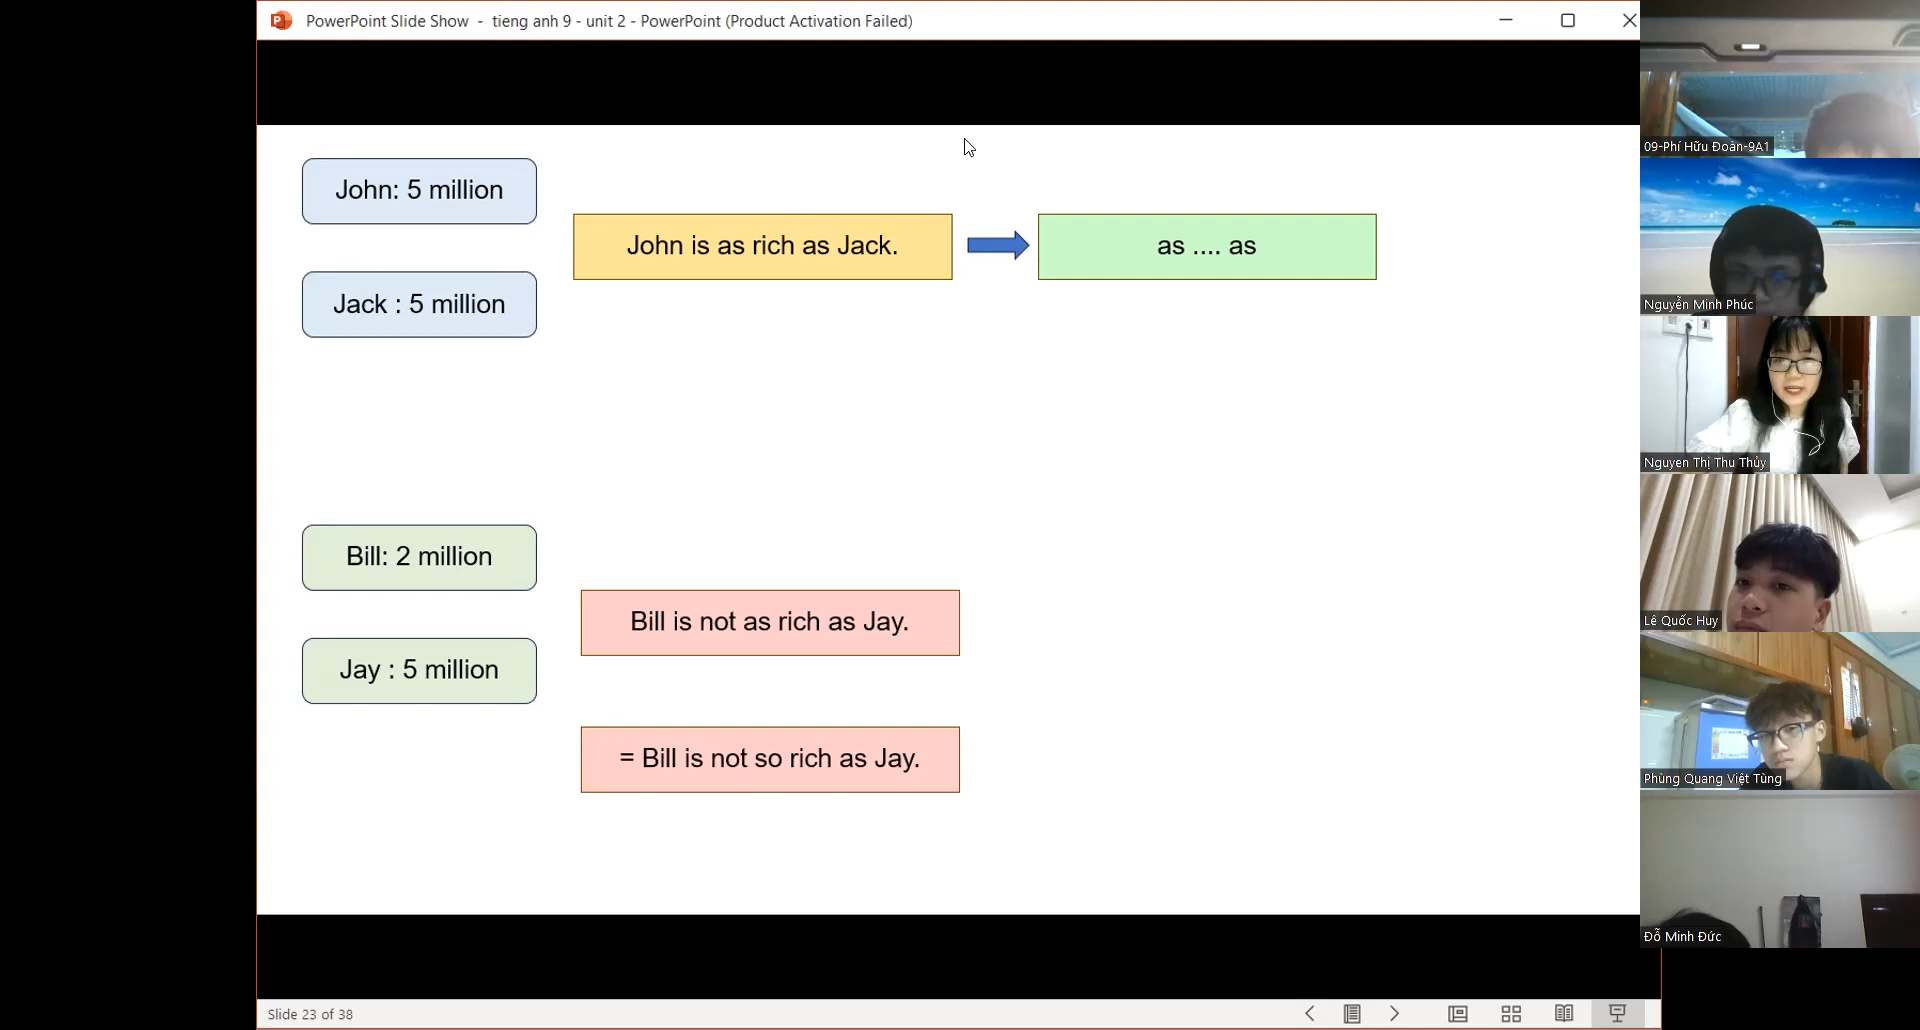 PowerPoint Slide Show - tieng anh 9 - unit 2 - PowerPoint (Product Activation Failed)
John: 5 million
Jack : 5 million
John is as rich as Jack.
as .... as
Bill: 2 million
Jay : 5 million
Bill is not as rich as Jay.
= Bill is not so rich as Jay.
Slide 23 of 38
09-Phí Hữu Đoàn-9A1
Nguyễn Minh Phúc
Nguyen Thị Thu Thủy
Lê Quốc Huy
Phùng Quang Việt Tùng
Đỗ Minh Đức